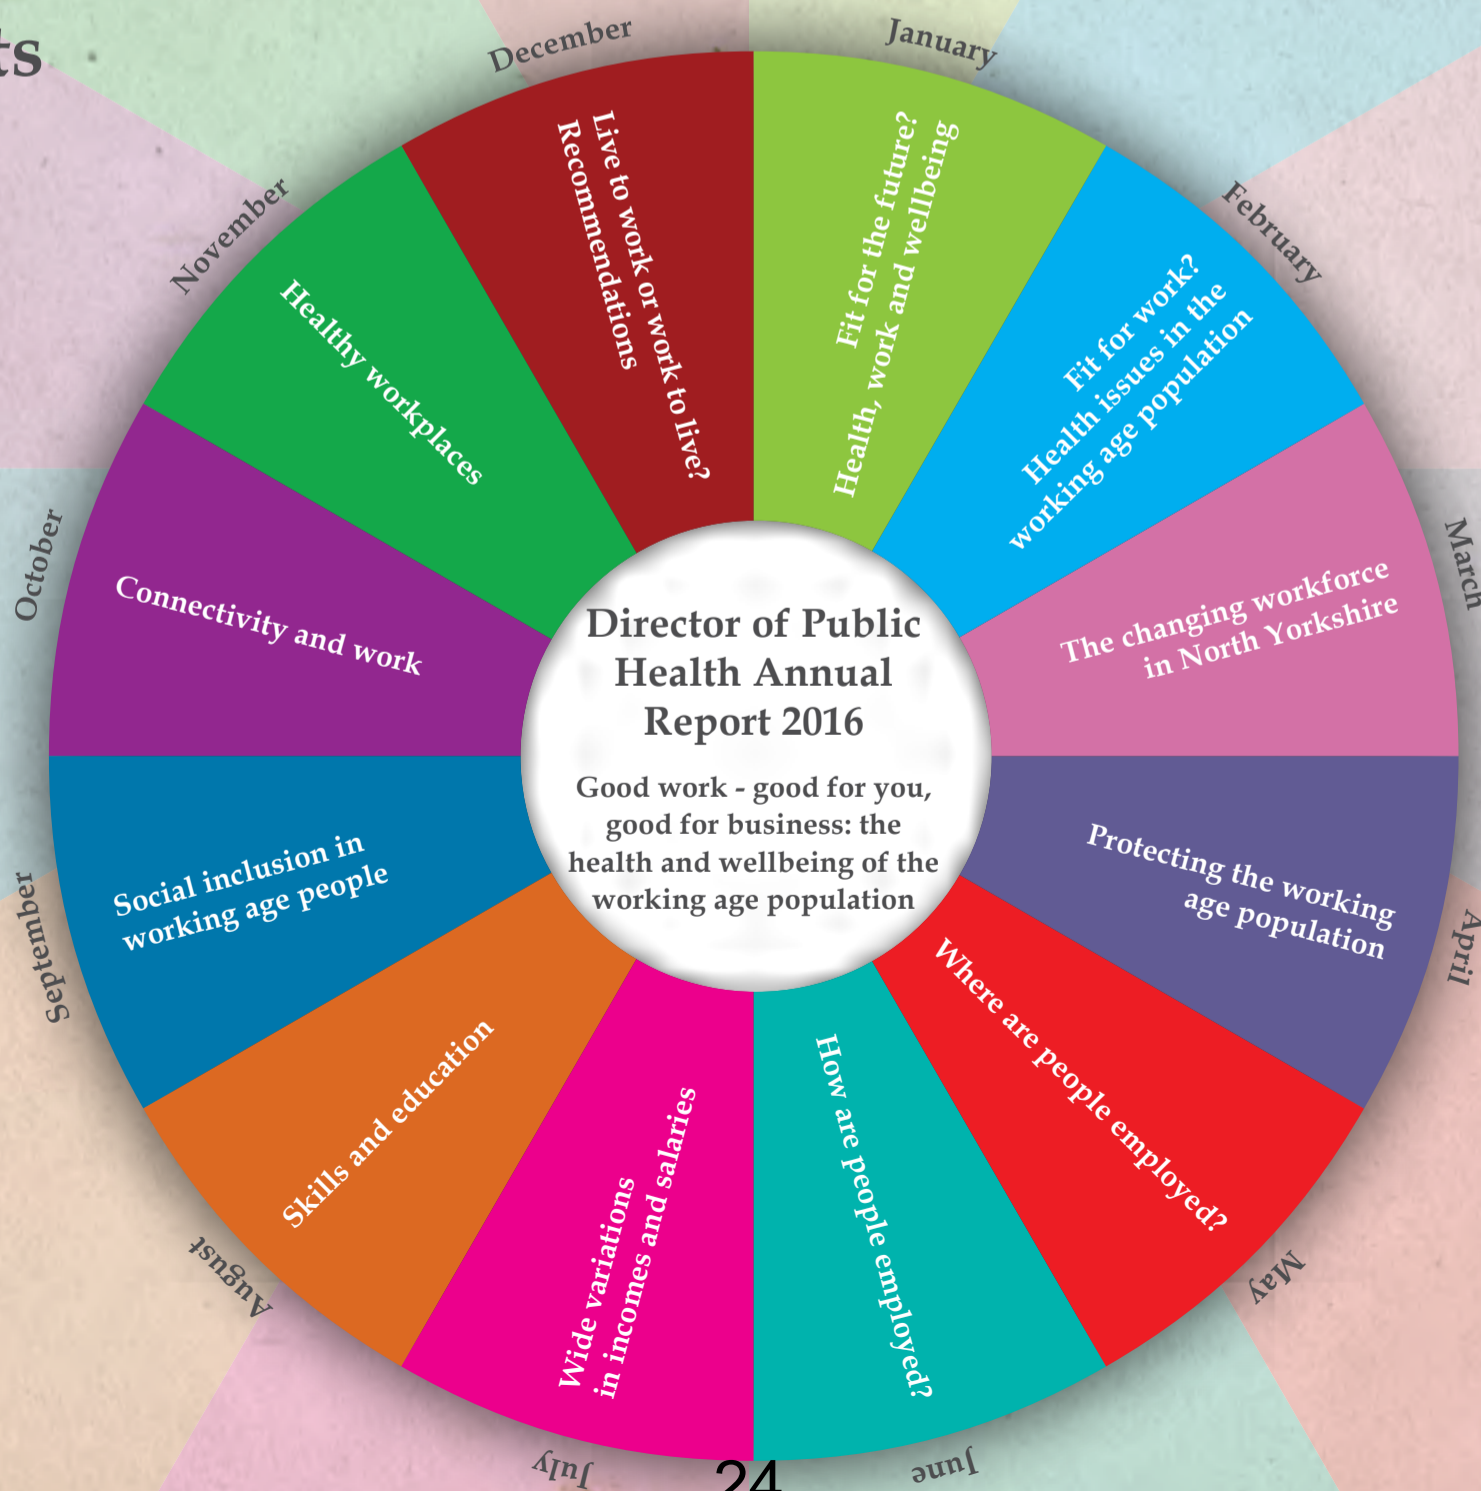 ts
December
January
November
February
October
March
September
April
August
May
July
June
Live to work or work to live?
Recommendations
Fit for the future?
Health, work and wellbeing
Fit for work?
Health issues in the
working age population
The changing workforce
in North Yorkshire
Protecting the working
age population
Where are people employed?
How are people employed?
Wide variations
in incomes and salaries
Skills and education
Social inclusion in
working age people
Connectivity and work
Healthy workplaces
Director of Public
Health Annual
Report 2016
Good work - good for you,
good for business: the
health and wellbeing of the
working age population
24